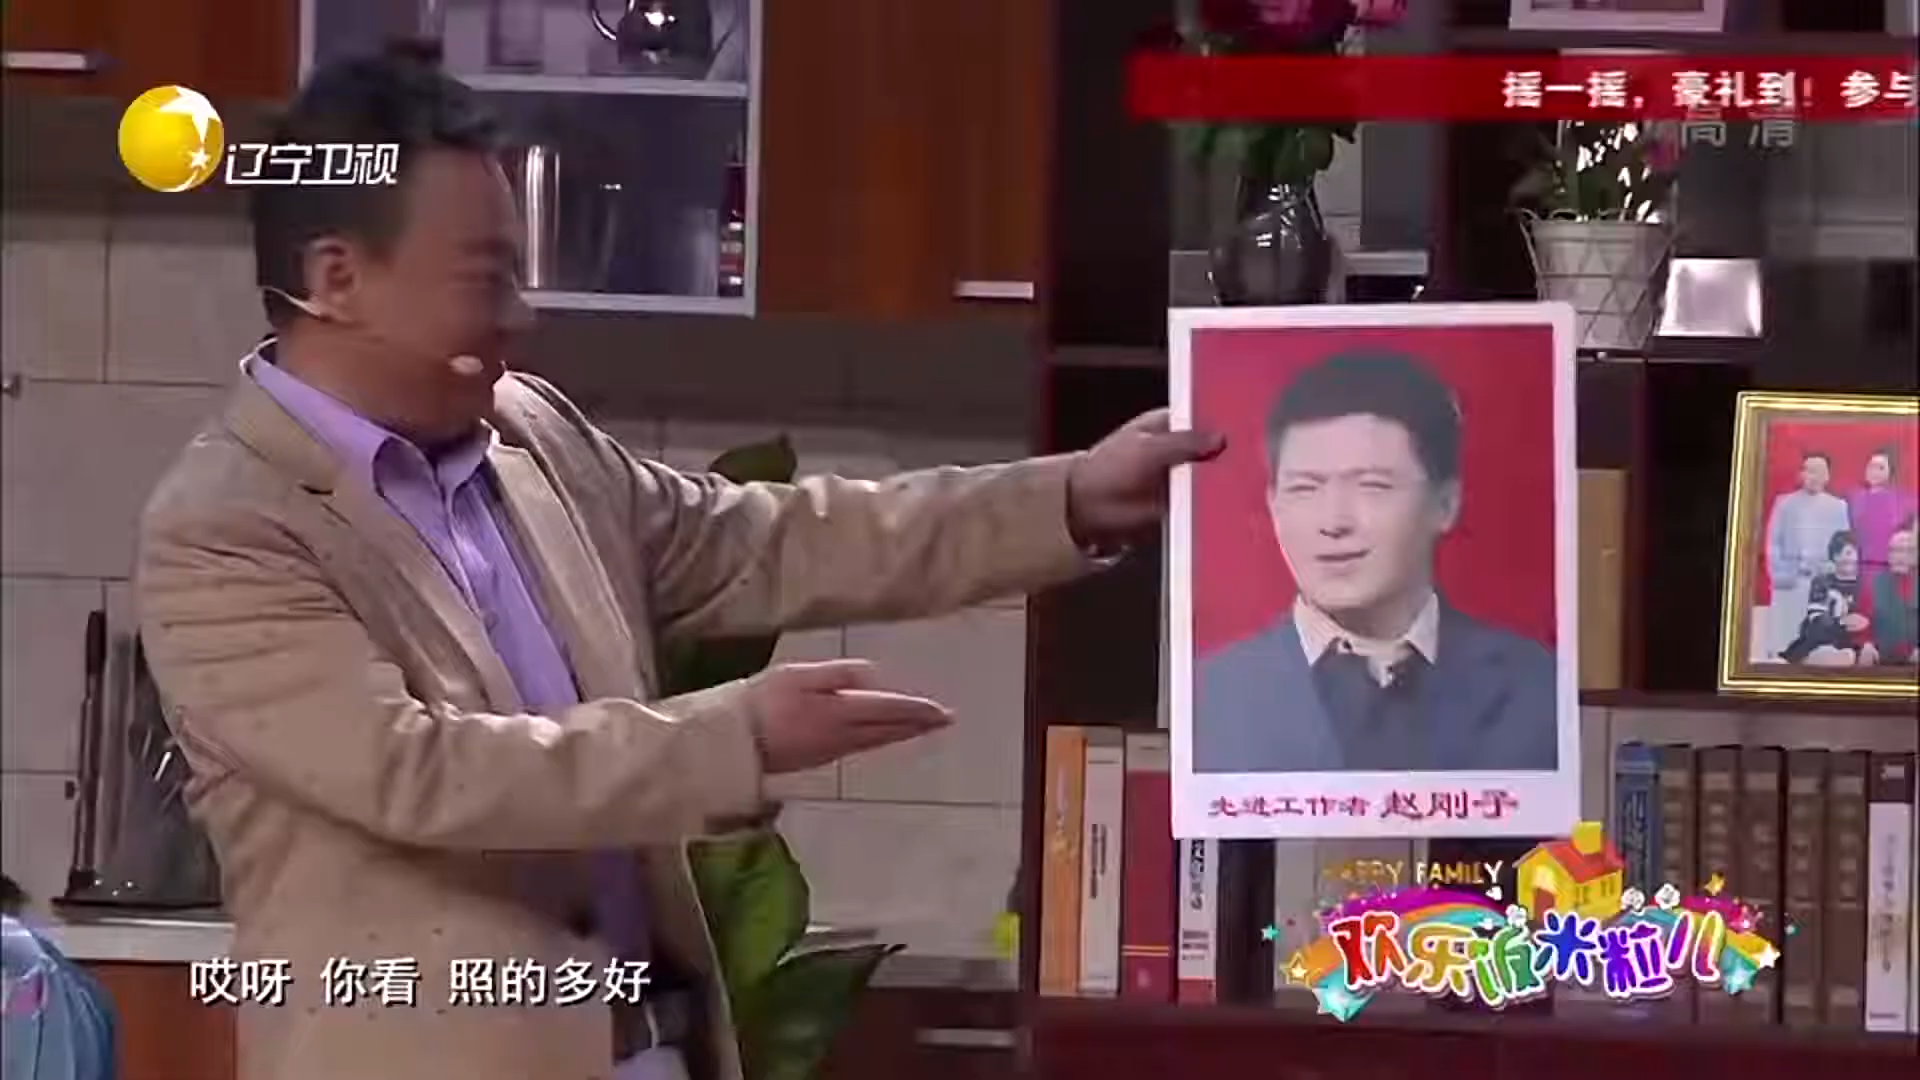 摇一摇,豪礼到!参与
高清
辽宁卫视
先进工作者 赵刚子
HAPPY FAMILY
欢乐饭米粒儿
哎呀 你看 照的多好